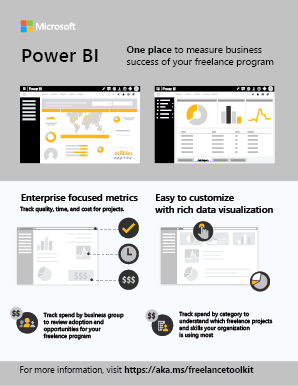 Microsoft
Power BI
One place to measure business
success of your freelance program
Power BI
Power BI
Enterprise focused metrics
Track quality, time, and cost for projects.
Easy to customize
with rich data visualization
$$$
$$
Track spend by business group
to review adoption and
opportunities for your
freelance program
$$
Track spend by category to
understand which freelance projects
and skills your organization
is using most
For more information, visit https://aka.ms/freelancetoolkit